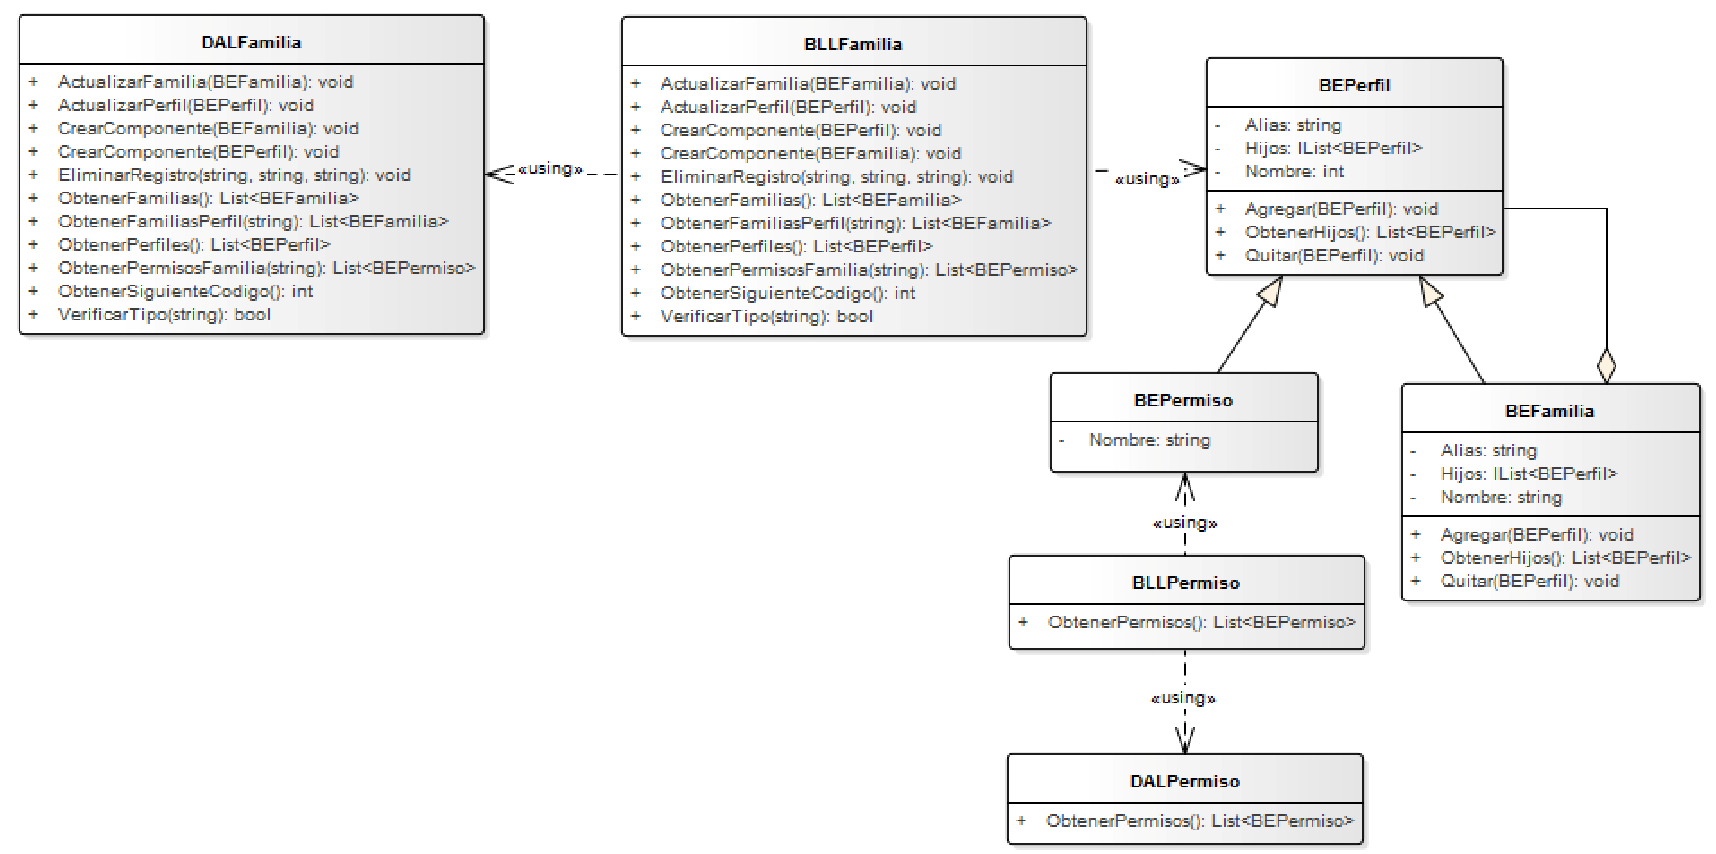 DALFamilia
+ ActualizarFamilia(BEFamilia): void
+ ActualizarPerfil(BEPerfil): void
+ CrearComponente(BEFamilia): void
+ CrearComponente(BEPerfil): void
+ EliminarRegistro(string, string, string): void
+ ObtenerFamilias(): List<BEFamilia>
+ ObtenerFamiliasPerfil(string): List<BEFamilia>
+ ObtenerPerfiles(): List<BEPerfil>
+ ObtenerPermisosFamilia(string): List<BEPermiso>
+ ObtenerSiguienteCodigo(): int
+ VerificarTipo(string): bool
«using»
BLLFamilia
+ ActualizarFamilia(BEFamilia): void
+ ActualizarPerfil(BEPerfil): void
+ CrearComponente(BEPerfil): void
+ CrearComponente(BEFamilia): void
+ EliminarRegistro(string, string, string): void
+ ObtenerFamilias(): List<BEFamilia>
+ ObtenerFamiliasPerfil(string): List<BEFamilia>
+ ObtenerPerfiles(): List<BEPerfil>
+ ObtenerPermisosFamilia(string): List<BEPermiso>
+ ObtenerSiguienteCodigo(): int
+ VerificarTipo(string): bool
«using»
BEPerfil
- Alias: string
- Hijos: IList<BEPerfil>
- Nombre: int
+ Agregar(BEPerfil): void
+ ObtenerHijos(): List<BEPerfil>
+ Quitar(BEPerfil): void
BEPermiso
- Nombre: string
BEFamilia
- Alias: string
- Hijos: IList<BEPerfil>
- Nombre: string
+ Agregar(BEPerfil): void
+ ObtenerHijos(): List<BEPerfil>
+ Quitar(BEPerfil): void
«using»
BLLPermiso
+ ObtenerPermisos(): List<BEPermiso>
«using»
DALPermiso
+ ObtenerPermisos(): List<BEPermiso>